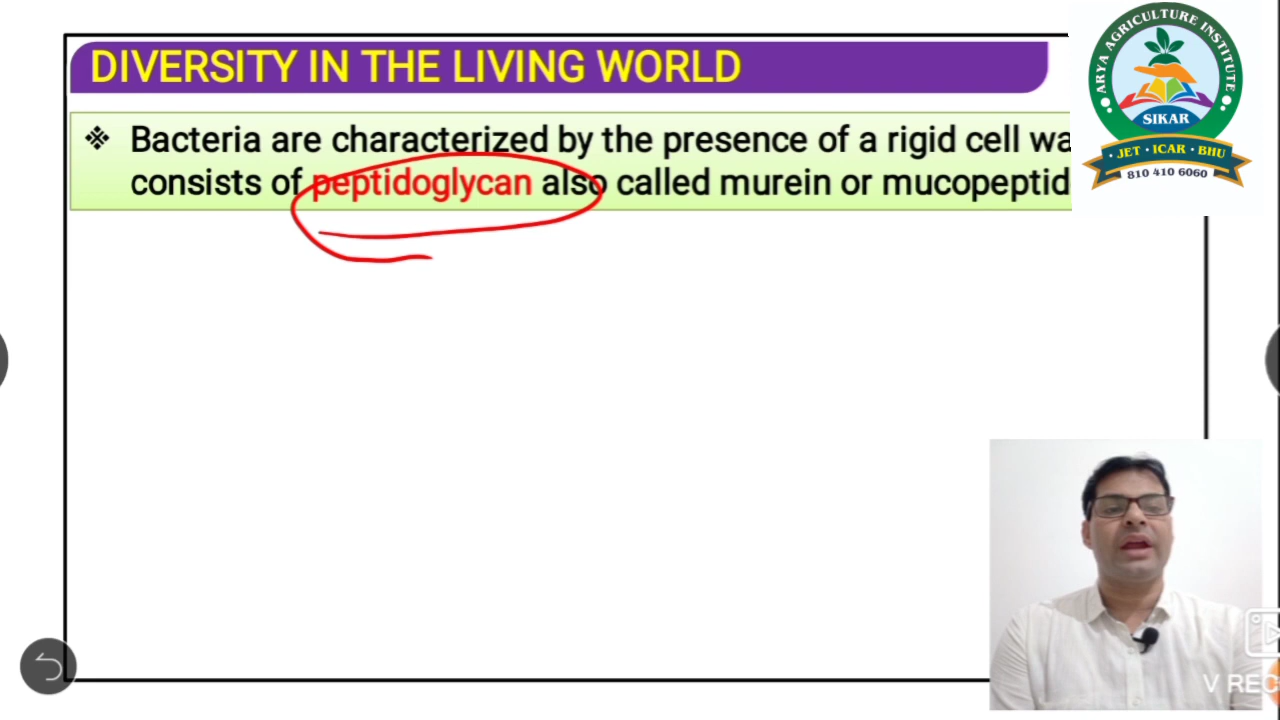 DIVERSITY IN THE LIVING WORLD
Bacteria are characterized by the presence of a rigid cell wa
consists of peptidoglycan also called murein or mucopeptid
ARYA AGRICULTURE INSTITUTE
SIKAR
· JET · ICAR · BHU
810 410 6060
V REC